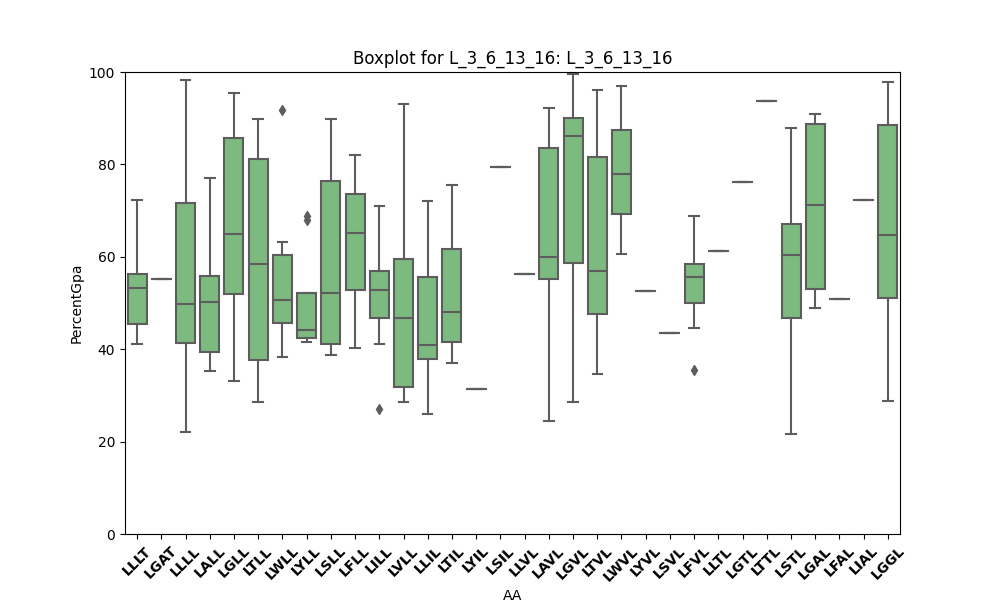 Boxplot for L_3_6_13_16: L_3_6_13_16
100
80
60
40
20
0
PercentGpa
LLLT LGAT LLLL LALL LGLL LTLL LWLL LYLL LSLL LFLL LILL LVLL LLIL LTIL LYIL LSIL LLVL LAVL LGVL LTVL LWVL LYVL LSVL LFVL LLTL LGTL LTTL LSTL LGAL LFAL LIAL LGGL
AA